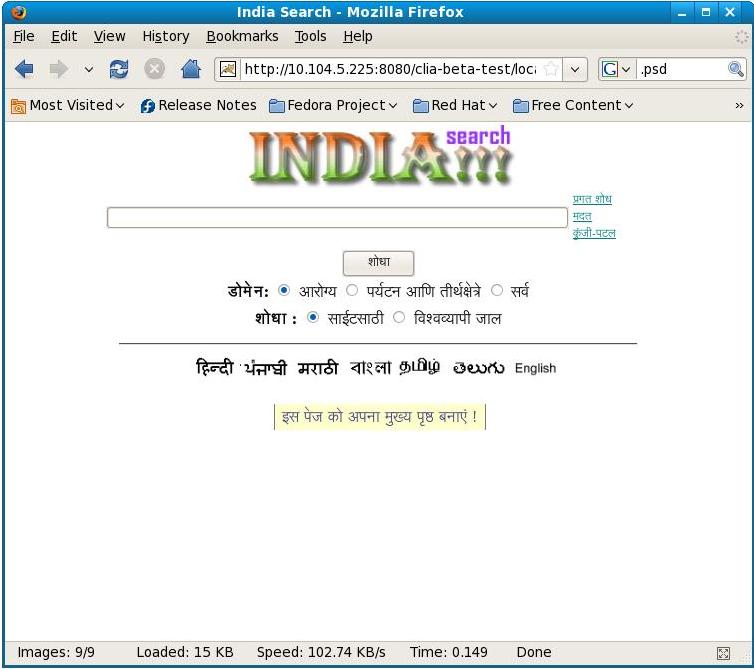 India Search - Mozilla Firefox
File Edit View History Bookmarks Tools Help
http://10.104.5.225:8080/clia-beta-test/loca .psd
Most Visited Release Notes Fedora Project Red Hat Free Content »
INDIA!!! search
प्रगत शोध
मदत
कुंजी-पटल
शोधा
डोमेन: आरोग्य पर्यटन आणि तीर्थक्षेत्रे सर्व
शोधा : साईटसाठी विश्वव्यापी जाल
हिन्दी ਪੰਜਾਬੀ मराठी বাংলা தமிழ் తెలుగు English
इस पेज को अपना मुख्य पृष्ठ बनाएं !
Images: 9/9 Loaded: 15 KB Speed: 102.74 KB/s Time: 0.149 Done